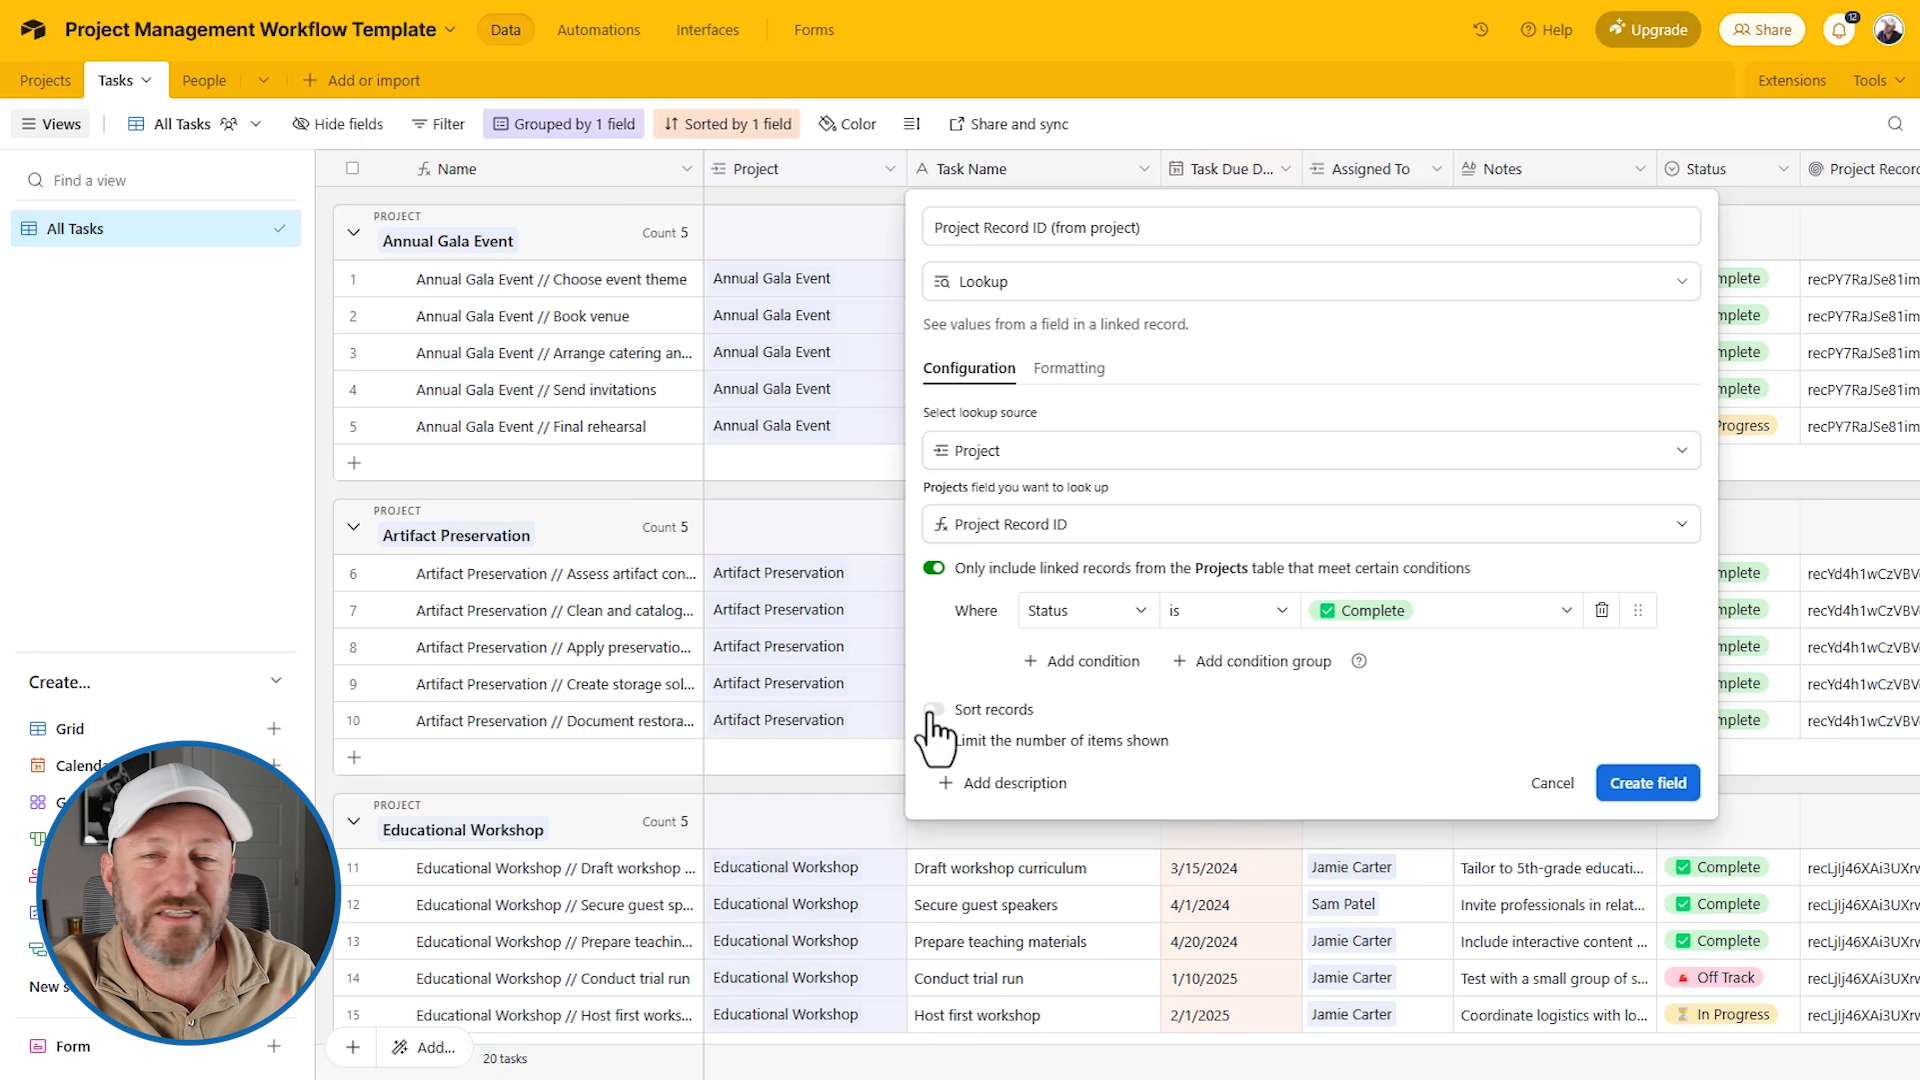 Project Management Workflow Template
Data
Automations
Interfaces
Forms
Help
Upgrade
Share
12
Projects
Tasks
People
Add or import
Extensions
Tools
Views
All Tasks
Hide fields
Filter
Grouped by 1 field
Sorted by 1 field
Color
Share and sync
Find a view
All Tasks
Create...
Grid
Form
Name
Project
Task Name
Task Due D...
Assigned To
Notes
Status
Project Recor
PROJECT
Annual Gala Event
Count 5
1 Annual Gala Event // Choose event theme Annual Gala Event mplete recPY7RaJSe81im
2 Annual Gala Event // Book venue Annual Gala Event mplete recPY7RaJSe81im
3 Annual Gala Event // Arrange catering an... Annual Gala Event mplete recPY7RaJSe81im
4 Annual Gala Event // Send invitations Annual Gala Event mplete recPY7RaJSe81im
5 Annual Gala Event // Final rehearsal Annual Gala Event Progress recPY7RaJSe81im
PROJECT
Artifact Preservation
Count 5
6 Artifact Preservation // Assess artifact con... Artifact Preservation mplete recYd4h1wCzVBV
7 Artifact Preservation // Clean and catalog... Artifact Preservation mplete recYd4h1wCzVBV
8 Artifact Preservation // Apply preservatio... Artifact Preservation mplete recYd4h1wCzVBV
9 Artifact Preservation // Create storage sol... Artifact Preservation mplete recYd4h1wCzVBV
10 Artifact Preservation // Document restora... Artifact Preservation mplete recYd4h1wCzVBV
PROJECT
Educational Workshop
Count 5
11 Educational Workshop // Draft workshop ... Educational Workshop Draft workshop curriculum 3/15/2024 Jamie Carter Tailor to 5th-grade educati... Complete
12 Educational Workshop // Secure guest sp... Educational Workshop Secure guest speakers 4/1/2024 Sam Patel Invite professionals in relat... Complete
13 Educational Workshop // Prepare teachin... Educational Workshop Prepare teaching materials 4/20/2024 Jamie Carter Include interactive content ... Complete
14 Educational Workshop // Conduct trial run Educational Workshop Conduct trial run 1/10/2025 Jamie Carter Test with a small group of s... Off Track
15 Educational Workshop // Host first works... Educational Workshop Host first workshop 2/1/2025 Jamie Carter Coordinate logistics with lo... In Progress
Add...
20 tasks
Project Record ID (from project)
Lookup
See values from a field in a linked record.
Configuration
Formatting
Select lookup source
Project
Projects field you want to look up
Project Record ID
Only include linked records from the Projects table that meet certain conditions
Where
Status
is
Complete
Add condition
Add condition group
Sort records
Limit the number of items shown
Add description
Cancel
Create field